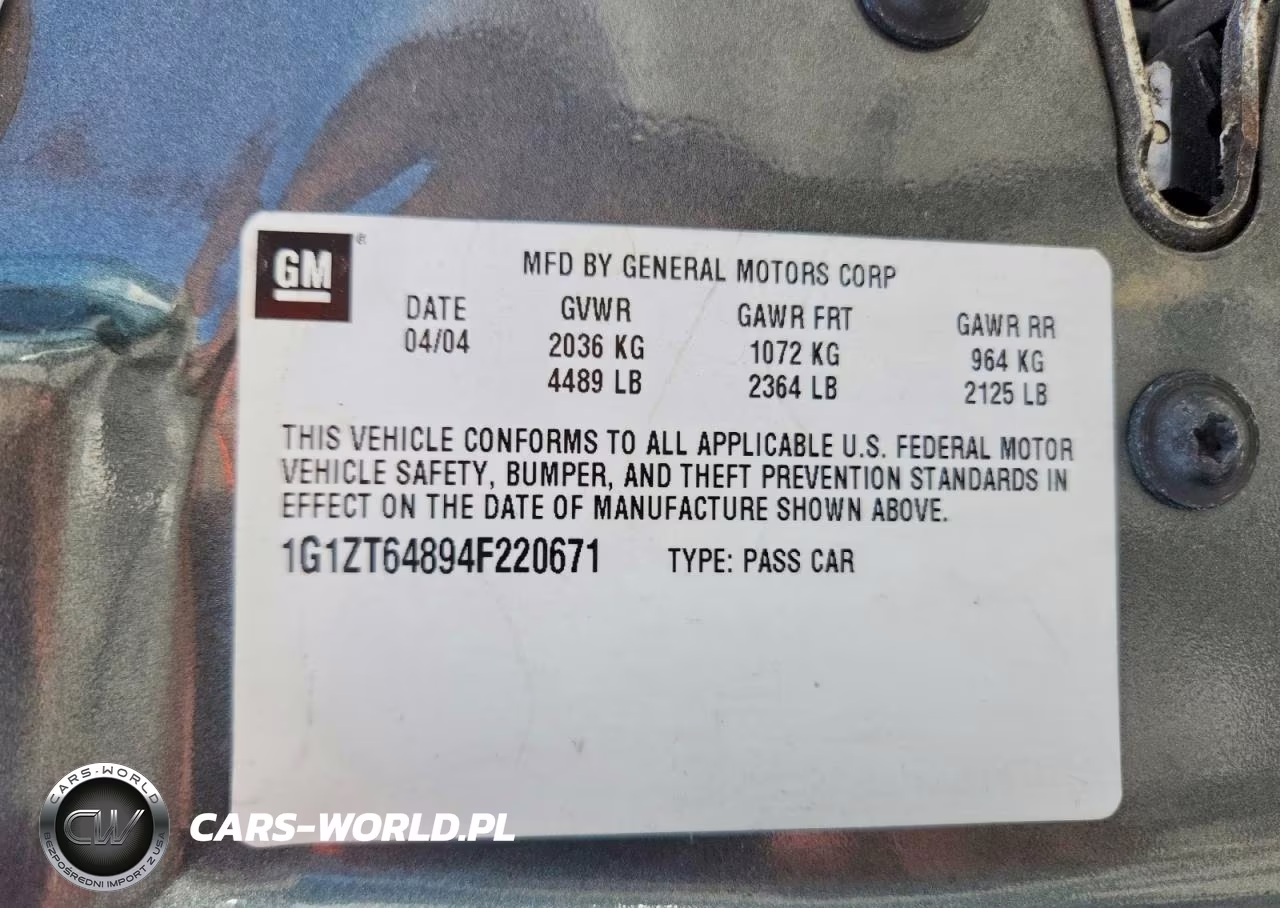 GM
MFD BY GENERAL MOTORS CORP
DATE GVWR GAWR FRT GAWR RR
04/04 2036 KG 1072 KG 964 KG
4489 LB 2364 LB 2125 LB
THIS VEHICLE CONFORMS TO ALL APPLICABLE U.S. FEDERAL MOTOR
VEHICLE SAFETY, BUMPER, AND THEFT PREVENTION STANDARDS IN
EFFECT ON THE DATE OF MANUFACTURE SHOWN ABOVE.
1G1ZT64894F220671 TYPE: PASS CAR
CARS-WORLD
CW
BEZPOŚREDNI IMPORT Z USA
CARS-WORLD.PL